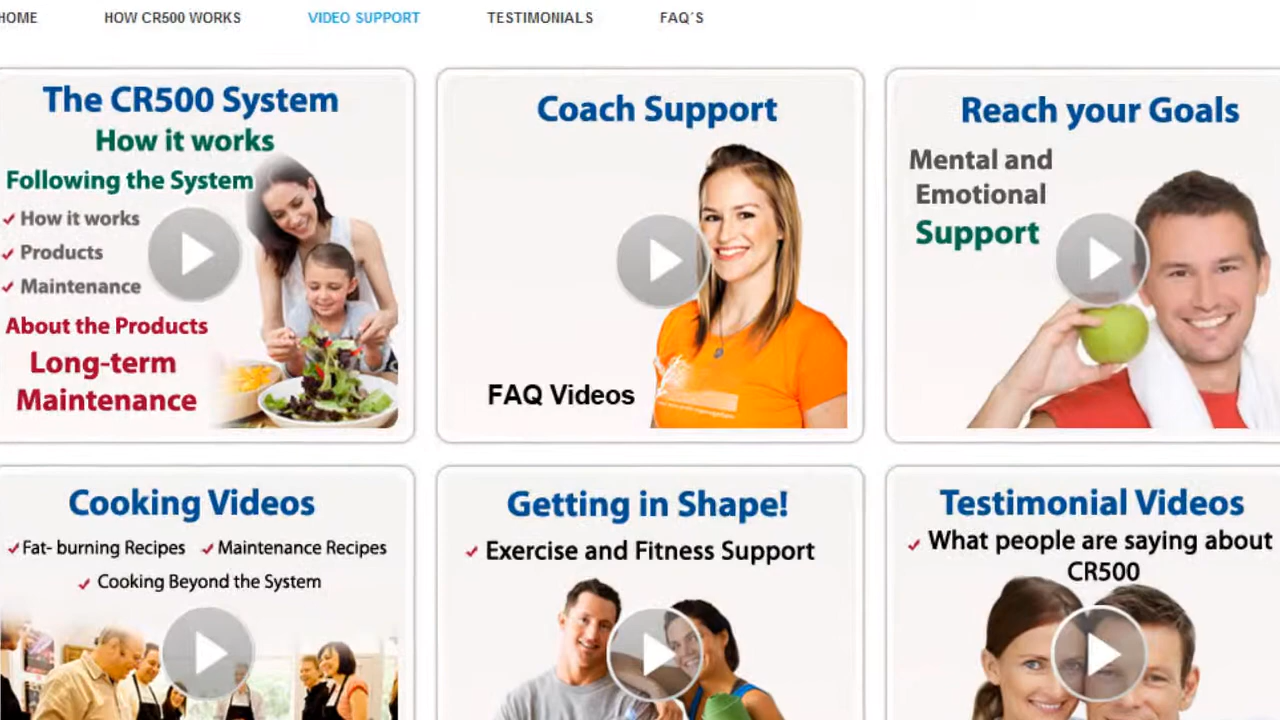 HOME HOW CR500 WORKS VIDEO SUPPORT TESTIMONIALS FAQ´S
The CR500 System
How it works
Following the System
How it works
Products
Maintenance
About the Products
Long-term
Maintenance
Coach Support
FAQ Videos
Reach your Goals
Mental and
Emotional
Support
Cooking Videos
Fat- burning Recipes Maintenance Recipes
Cooking Beyond the System
Getting in Shape!
Exercise and Fitness Support
Testimonial Videos
What people are saying about
CR500